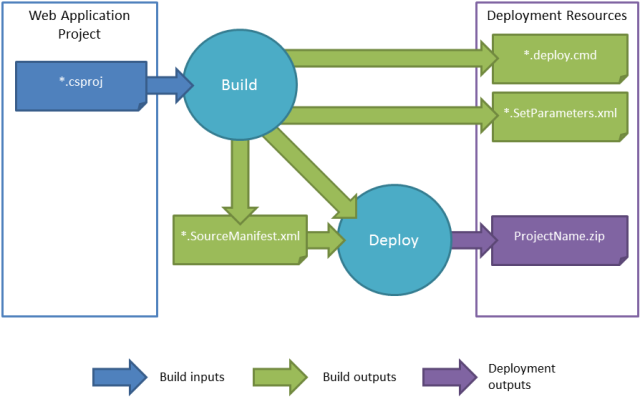 Web Application
Project
Deployment Resources
*.csproj
Build
*.deploy.cmd
*.SetParameters.xml
*.SourceManifest.xml
Deploy
ProjectName.zip
Build inputs
Build outputs
Deployment
outputs